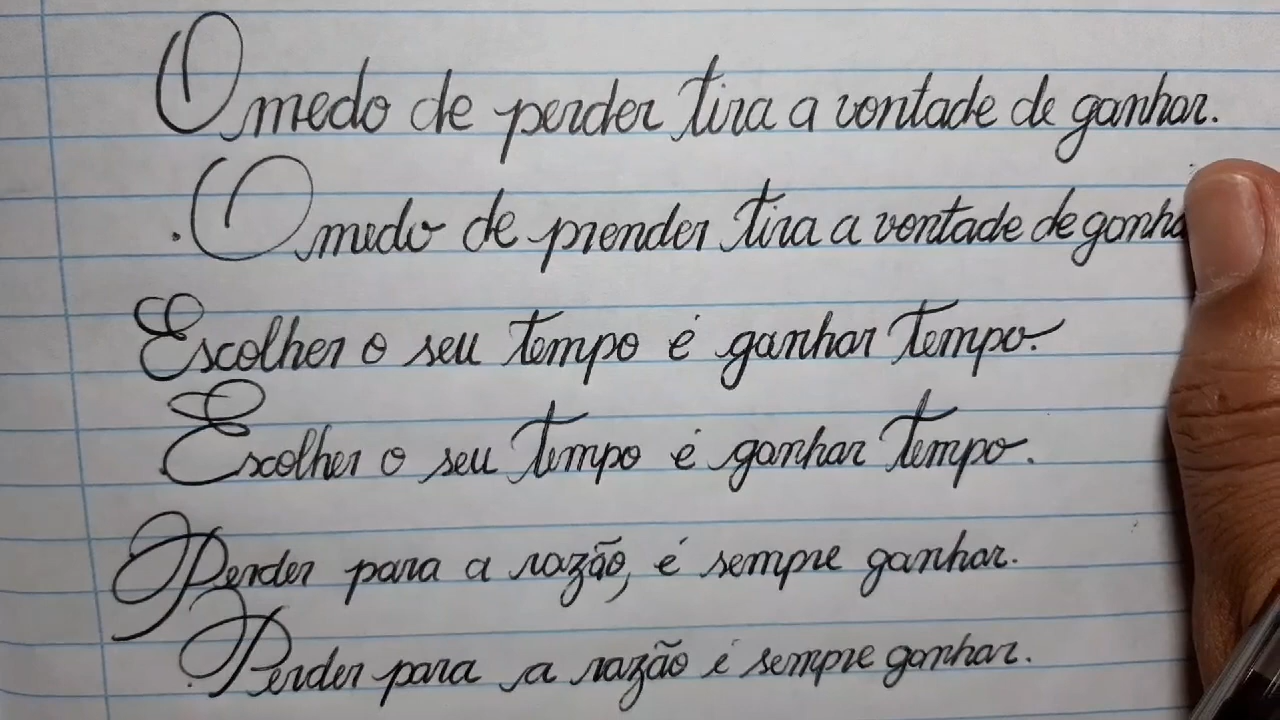 O medo de perder tira a vontade de ganhar.
. O medo de prender tira a vontade de
Escolher o seu tempo é ganhar tempo.
Escolher o seu tempo é ganhar tempo.
Perder para a razão, é sempre ganhar.
Perder para a razão é sempre ganhar.